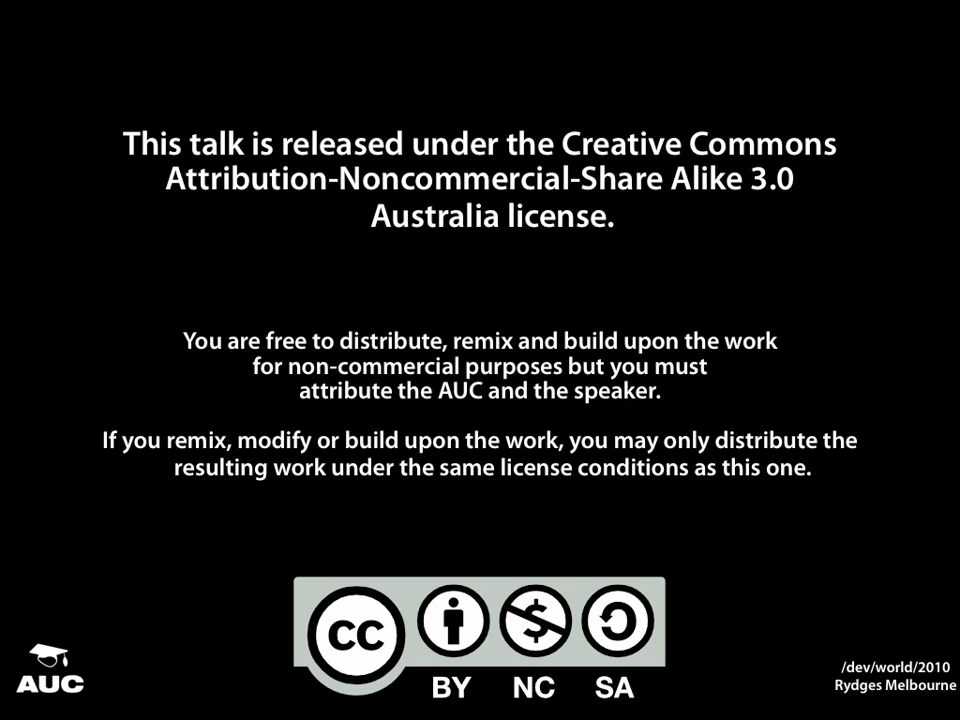 This talk is released under the Creative Commons
Attribution-Noncommercial-Share Alike 3.0
Australia license.
You are free to distribute, remix and build upon the work
for non-commercial purposes but you must
attribute the AUC and the speaker.
If you remix, modify or build upon the work, you may only distribute the
resulting work under the same license conditions as this one.
cc
BY NC SA
AUC
/dev/world/2010
Rydges Melbourne